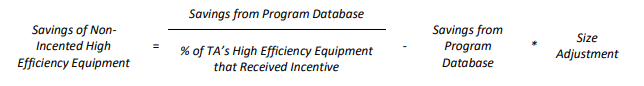 Savings from Program Database
Savings of Non-
Incented High
Efficiency Equipment
=
% of TA's High Efficiency Equipment
that Received Incentive
-
Savings from
Program
Database
*
Size
Adjustment